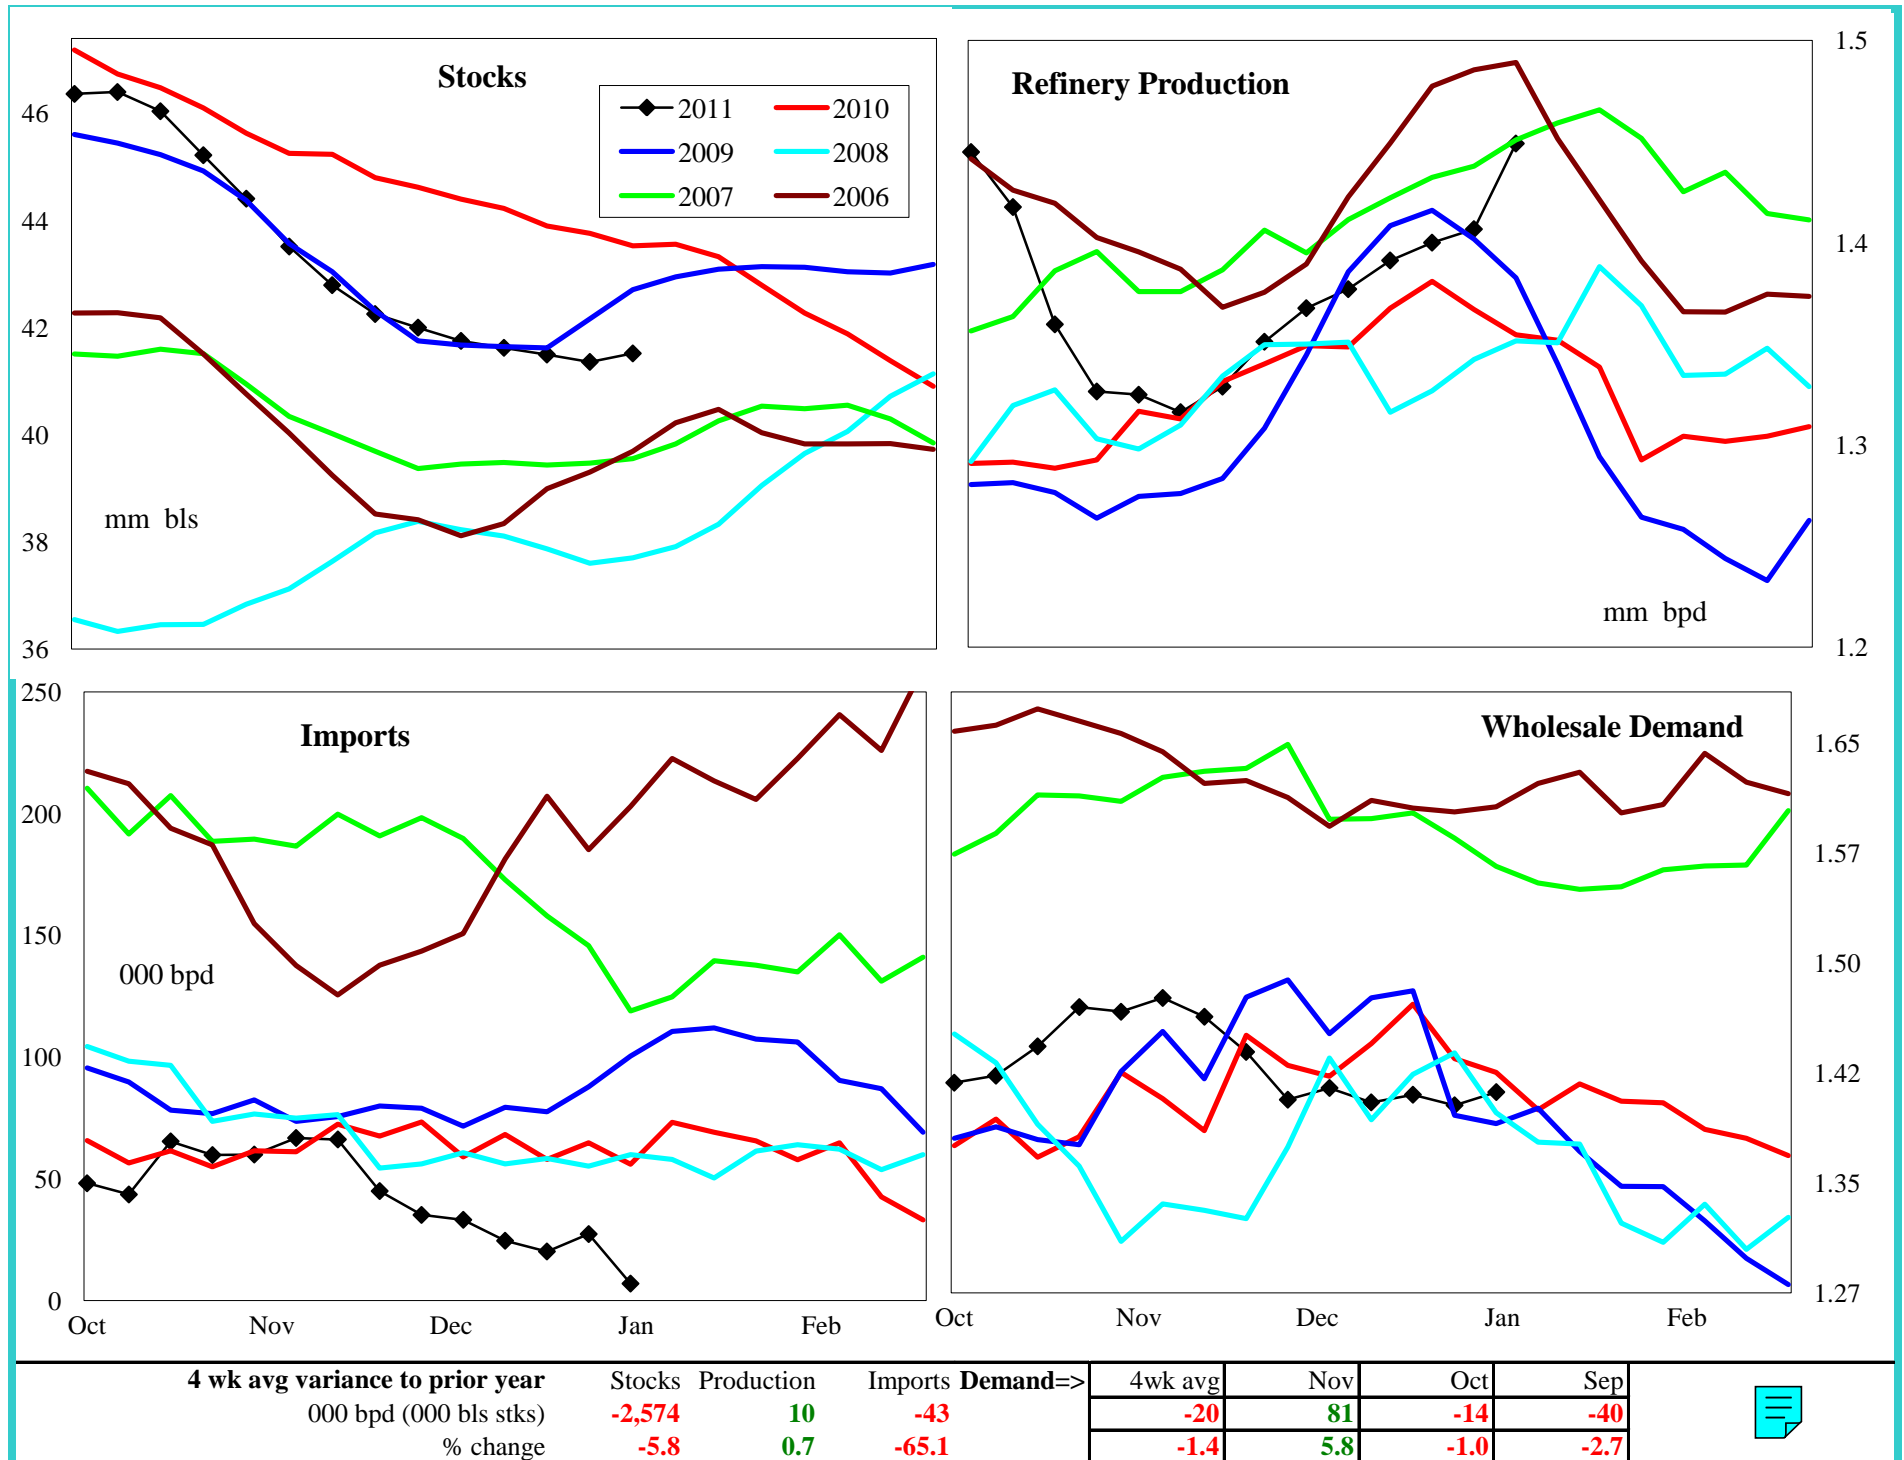 Stocks
2011 2010
2009 2008
2007 2006
46
44
42
40
38
36
mm bls
Refinery Production
1.5
1.4
1.3
1.2
mm bpd
Imports
250
200
150
100
50
0
000 bpd
Oct Nov Dec Jan Feb
Wholesale Demand
1.65
1.57
1.50
1.42
1.35
1.27
Oct Nov Dec Jan Feb
4 wk avg variance to prior year Stocks Production Imports Demand=> 4wk avg Nov Oct Sep
000 bpd (000 bls stks) -2,574 10 -43 -20 81 -14 -40
% change -5.8 0.7 -65.1 -1.4 5.8 -1.0 -2.7